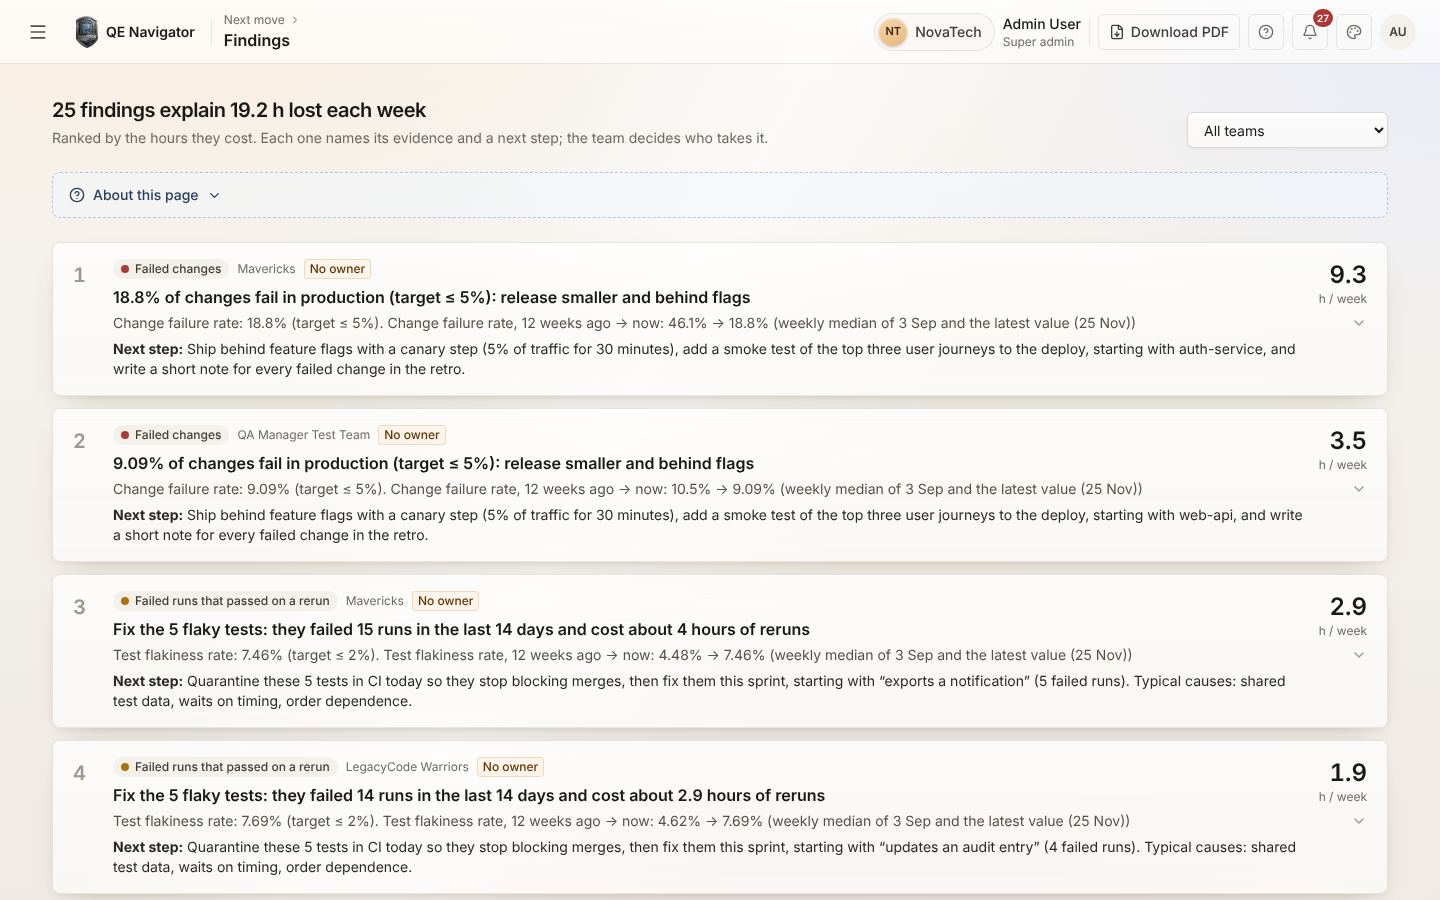 QE Navigator
Next move
Findings
NT
NovaTech
Admin User
Super admin
Download PDF
27
AU
25 findings explain 19.2 h lost each week
Ranked by the hours they cost. Each one names its evidence and a next step; the team decides who takes it.
All teams
About this page
1
Failed changes
Mavericks
No owner
9.3
h / week
18.8% of changes fail in production (target ≤ 5%): release smaller and behind flags
Change failure rate: 18.8% (target ≤ 5%). Change failure rate, 12 weeks ago → now: 46.1% → 18.8% (weekly median of 3 Sep and the latest value (25 Nov))
Next step: Ship behind feature flags with a canary step (5% of traffic for 30 minutes), add a smoke test of the top three user journeys to the deploy, starting with auth-service, and
write a short note for every failed change in the retro.
2
Failed changes
QA Manager Test Team
No owner
3.5
h / week
9.09% of changes fail in production (target ≤ 5%): release smaller and behind flags
Change failure rate: 9.09% (target ≤ 5%). Change failure rate, 12 weeks ago → now: 10.5% → 9.09% (weekly median of 3 Sep and the latest value (25 Nov))
Next step: Ship behind feature flags with a canary step (5% of traffic for 30 minutes), add a smoke test of the top three user journeys to the deploy, starting with web-api, and write
a short note for every failed change in the retro.
3
Failed runs that passed on a rerun
Mavericks
No owner
2.9
h / week
Fix the 5 flaky tests: they failed 15 runs in the last 14 days and cost about 4 hours of reruns
Test flakiness rate: 7.46% (target ≤ 2%). Test flakiness rate, 12 weeks ago → now: 4.48% → 7.46% (weekly median of 3 Sep and the latest value (25 Nov))
Next step: Quarantine these 5 tests in CI today so they stop blocking merges, then fix them this sprint, starting with “exports a notification” (5 failed runs). Typical causes: shared
test data, waits on timing, order dependence.
4
Failed runs that passed on a rerun
LegacyCode Warriors
No owner
1.9
h / week
Fix the 5 flaky tests: they failed 14 runs in the last 14 days and cost about 2.9 hours of reruns
Test flakiness rate: 7.69% (target ≤ 2%). Test flakiness rate, 12 weeks ago → now: 4.62% → 7.69% (weekly median of 3 Sep and the latest value (25 Nov))
Next step: Quarantine these 5 tests in CI today so they stop blocking merges, then fix them this sprint, starting with “updates an audit entry” (4 failed runs). Typical causes: shared
test data, waits on timing, order dependence.